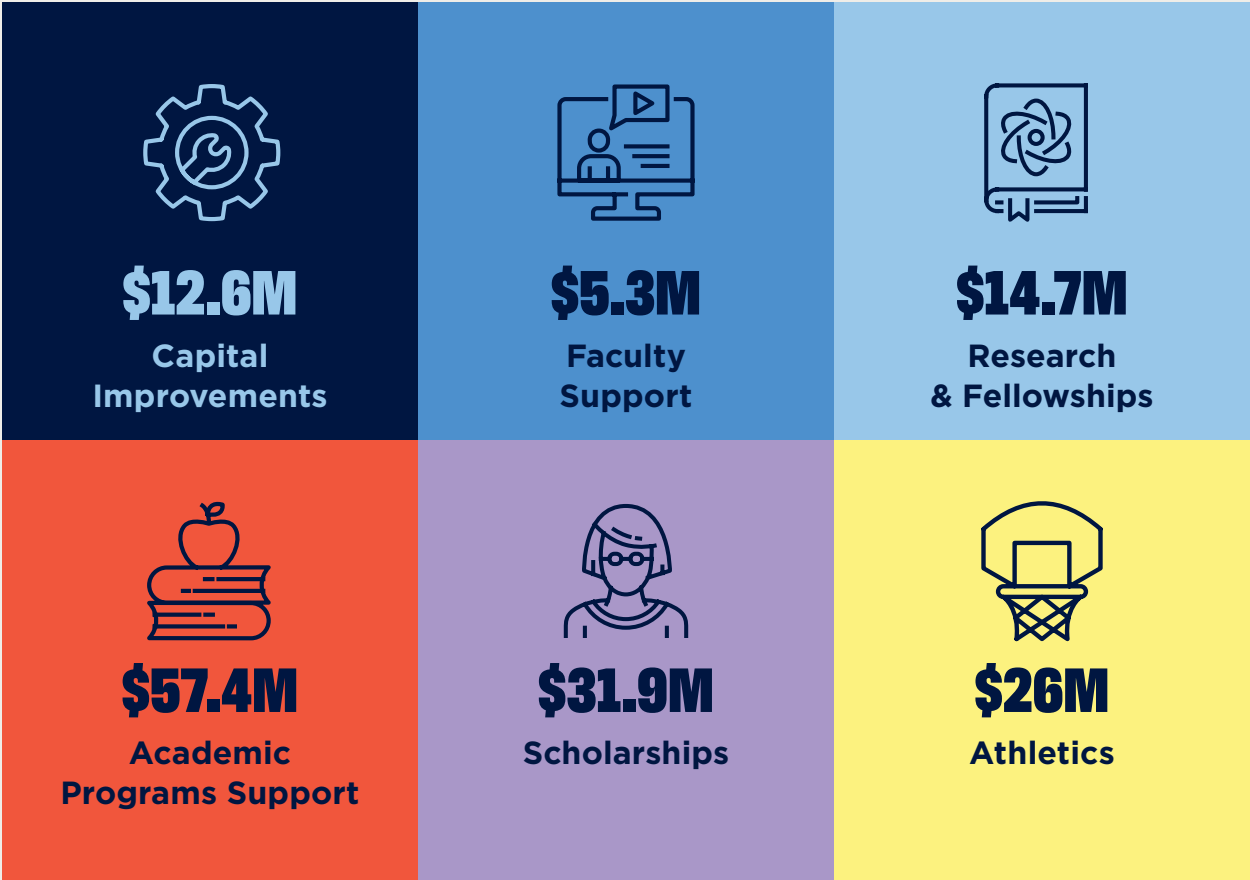 $12.6M
Capital
Improvements
$5.3M
Faculty
Support
$14.7M
Research
& Fellowships
$57.4M
Academic
Programs Support
$31.9M
Scholarships
$26M
Athletics